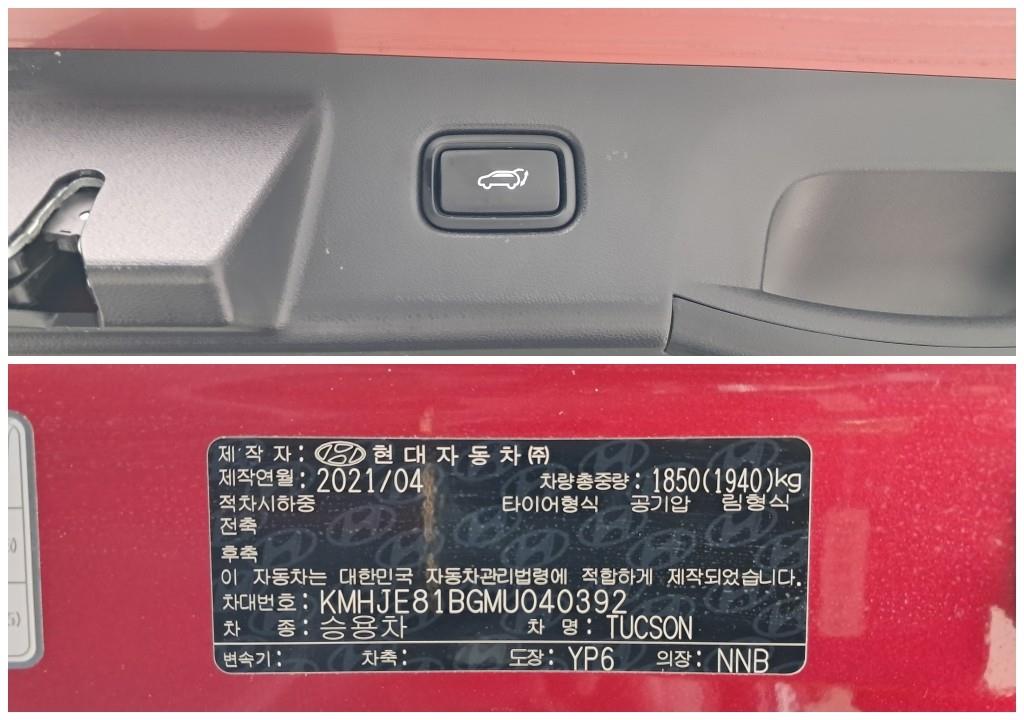 제 작 자 : 현대자동차㈜
제작연월 : 2021/04 차량총중량 : 1850(1940)kg
적차시하중 타이어형식 공기압 림형식
전축
후축
이 자동차는 대한민국 자동차관리법령에 적합하게 제작되었습니다.
차대번호 : KMHJE81BGMU040392
차 종 : 승용차 차 명 : TUCSON
변속기 : 차축 : 도장 : YP6 의장 : NNB